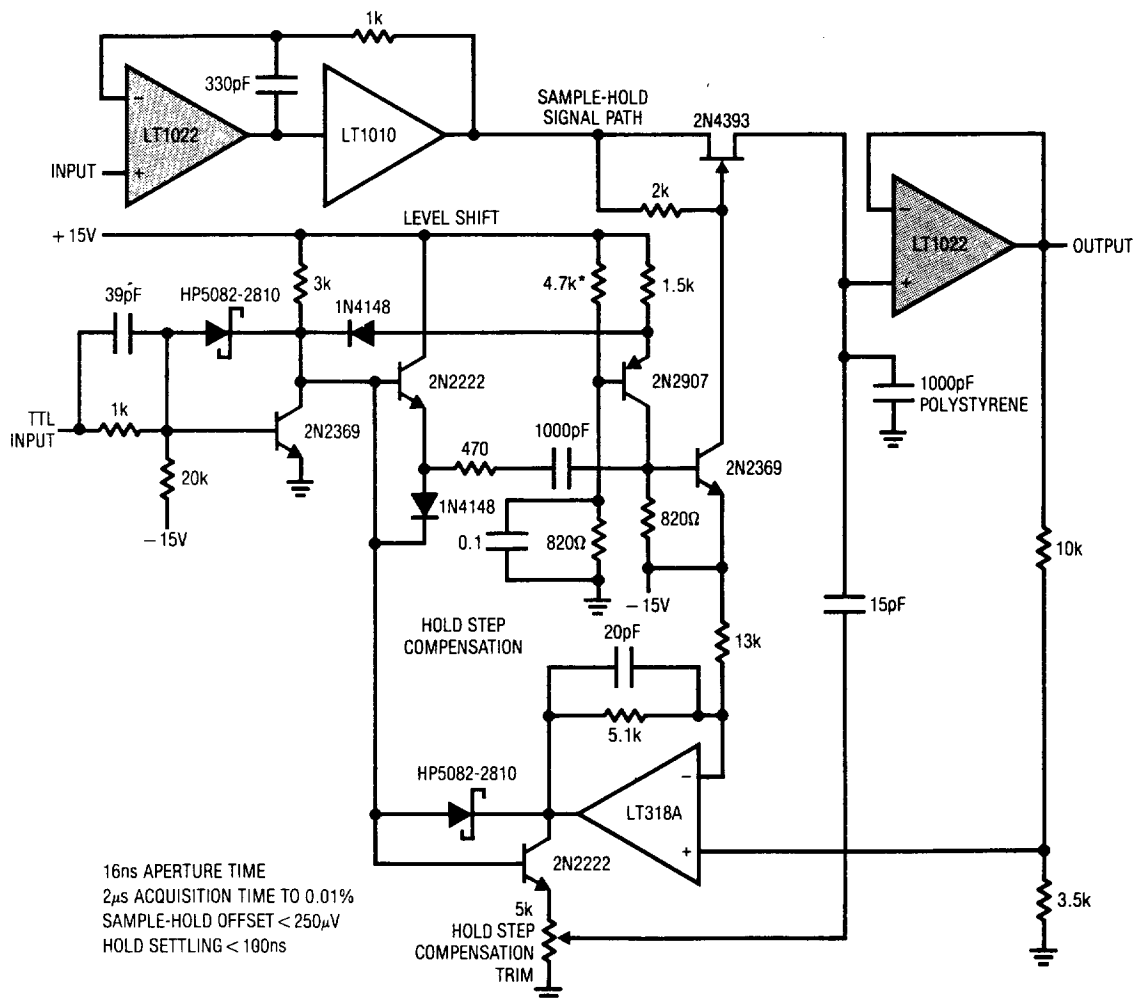 1k
330pF
−
LT1022
+
INPUT
LT1010
SAMPLE-HOLD
SIGNAL PATH
2N4393
2k
−
LT1022
+
OUTPUT
LEVEL SHIFT
+15V
39pF
HP5082-2810
3k
1N4148
4.7k*
1.5k
2N2222
2N2907
1000pF
POLYSTYRENE
TTL
INPUT
1k
2N2369
470
1000pF
2N2369
20k
−15V
1N4148
0.1
820Ω
820Ω
−15V
10k
15pF
HOLD STEP
COMPENSATION
20pF
13k
5.1k
HP5082-2810
−
LT318A
+
2N2222
3.5k
16ns APERTURE TIME
2µs ACQUISITION TIME TO 0.01%
SAMPLE-HOLD OFFSET < 250µV
HOLD SETTLING < 100ns
5k
HOLD STEP
COMPENSATION
TRIM